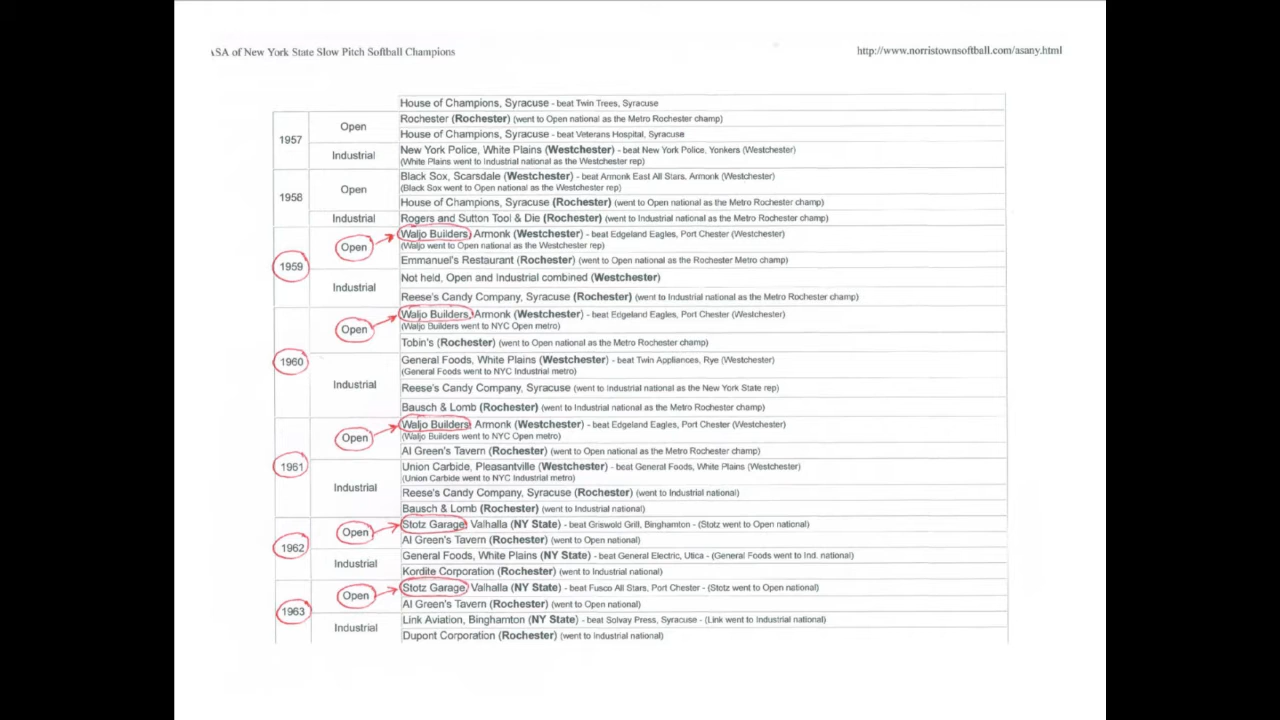 ASA of New York State Slow Pitch Softball Champions
http://www.norristownsoftball.com/asany.html
House of Champions, Syracuse - beat Twin Trees, Syracuse
1957
Open
Rochester (Rochester) (went to Open national as the Metro Rochester champ)
House of Champions, Syracuse - beat Veterans Hospital, Syracuse
Industrial
New York Police, White Plains (Westchester) - beat New York Police, Yonkers (Westchester)
(White Plains went to Industrial national as the Westchester rep)
1958
Open
Black Sox, Scarsdale (Westchester) - beat Armonk East All Stars, Armonk (Westchester)
(Black Sox went to Open national as the Westchester rep)
House of Champions, Syracuse (Rochester) (went to Open national as the Metro Rochester champ)
Industrial
Rogers and Sutton Tool & Die (Rochester) (went to Industrial national as the Metro Rochester champ)
1959
Open
Waljo Builders, Armonk (Westchester) - beat Edgeland Eagles, Port Chester (Westchester)
(Waljo went to Open national as the Westchester rep)
Emmanuel's Restaurant (Rochester) (went to Open national as the Rochester Metro champ)
Industrial
Not held, Open and Industrial combined (Westchester)
Reese's Candy Company, Syracuse (Rochester) (went to Industrial national as the Metro Rochester champ)
1960
Open
Waljo Builders, Armonk (Westchester) - beat Edgeland Eagles, Port Chester (Westchester)
(Waljo Builders went to NYC Open metro)
Tobin's (Rochester) (went to Open national as the Metro Rochester champ)
Industrial
General Foods, White Plains (Westchester) - beat Twin Appliances, Rye (Westchester)
(General Foods went to NYC Industrial metro)
Reese's Candy Company, Syracuse (went to Industrial national as the New York State rep)
Bausch & Lomb (Rochester) (went to Industrial national as the Metro Rochester champ)
1961
Open
Waljo Builders, Armonk (Westchester) - beat Edgeland Eagles, Port Chester (Westchester)
(Waljo Builders went to NYC Open metro)
Al Green's Tavern (Rochester) (went to Open national as the Metro Rochester champ)
Industrial
Union Carbide, Pleasantville (Westchester) - beat General Foods, White Plains (Westchester)
(Union Carbide went to NYC Industrial metro)
Reese's Candy Company, Syracuse (Rochester) (went to Industrial national)
Bausch & Lomb (Rochester) (went to Industrial national)
1962
Open
Stotz Garage, Valhalla (NY State) - beat Griswold Grill, Binghamton - (Stotz went to Open national)
Al Green's Tavern (Rochester) (went to Open national)
Industrial
General Foods, White Plains (NY State) - beat General Electric, Utica - (General Foods went to Ind. national)
Kordite Corporation (Rochester) (went to Industrial national)
1963
Open
Stotz Garage, Valhalla (NY State) - beat Fusco All Stars, Port Chester - (Stotz went to Open national)
Al Green's Tavern (Rochester) (went to Open national)
Industrial
Link Aviation, Binghamton (NY State) - beat Solvay Press, Syracuse - (Link went to Industrial national)
Dupont Corporation (Rochester) (went to Industrial national)